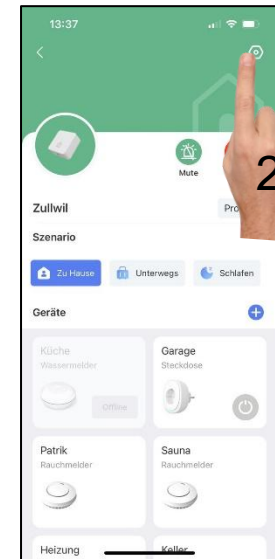 13:37
Mute
2
Zullwil
Szenario
Zu Hause
Unterwegs
Schlafen
Geräte
Küche
Wassermelder
Offline
Garage
Steckdose
Patrik
Rauchmelder
Sauna
Rauchmelder
Heizung
Keller